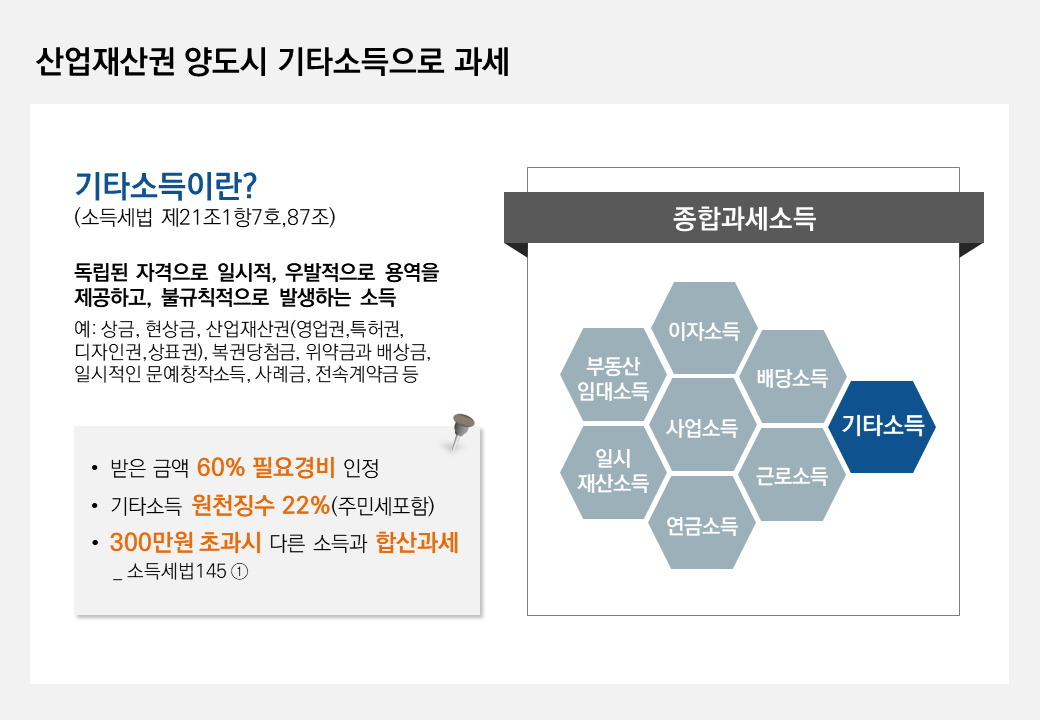 산업재산권 양도시 기타소득으로 과세
기타소득이란?
(소득세법 제21조1항7호,87조)
독립된 자격으로 일시적, 우발적으로 용역을
제공하고, 불규칙적으로 발생하는 소득
예: 상금, 현상금, 산업재산권(영업권,특허권,
디자인권,상표권), 복권당첨금, 위약금과 배상금,
일시적인 문예창작소득, 사례금, 전속계약금 등
• 받은 금액 60% 필요경비 인정
• 기타소득 원천징수 22%(주민세포함)
• 300만원 초과시 다른 소득과 합산과세
_ 소득세법145 ①
종합과세소득
이자소득
부동산
임대소득
배당소득
기타소득
사업소득
일시
재산소득
근로소득
연금소득